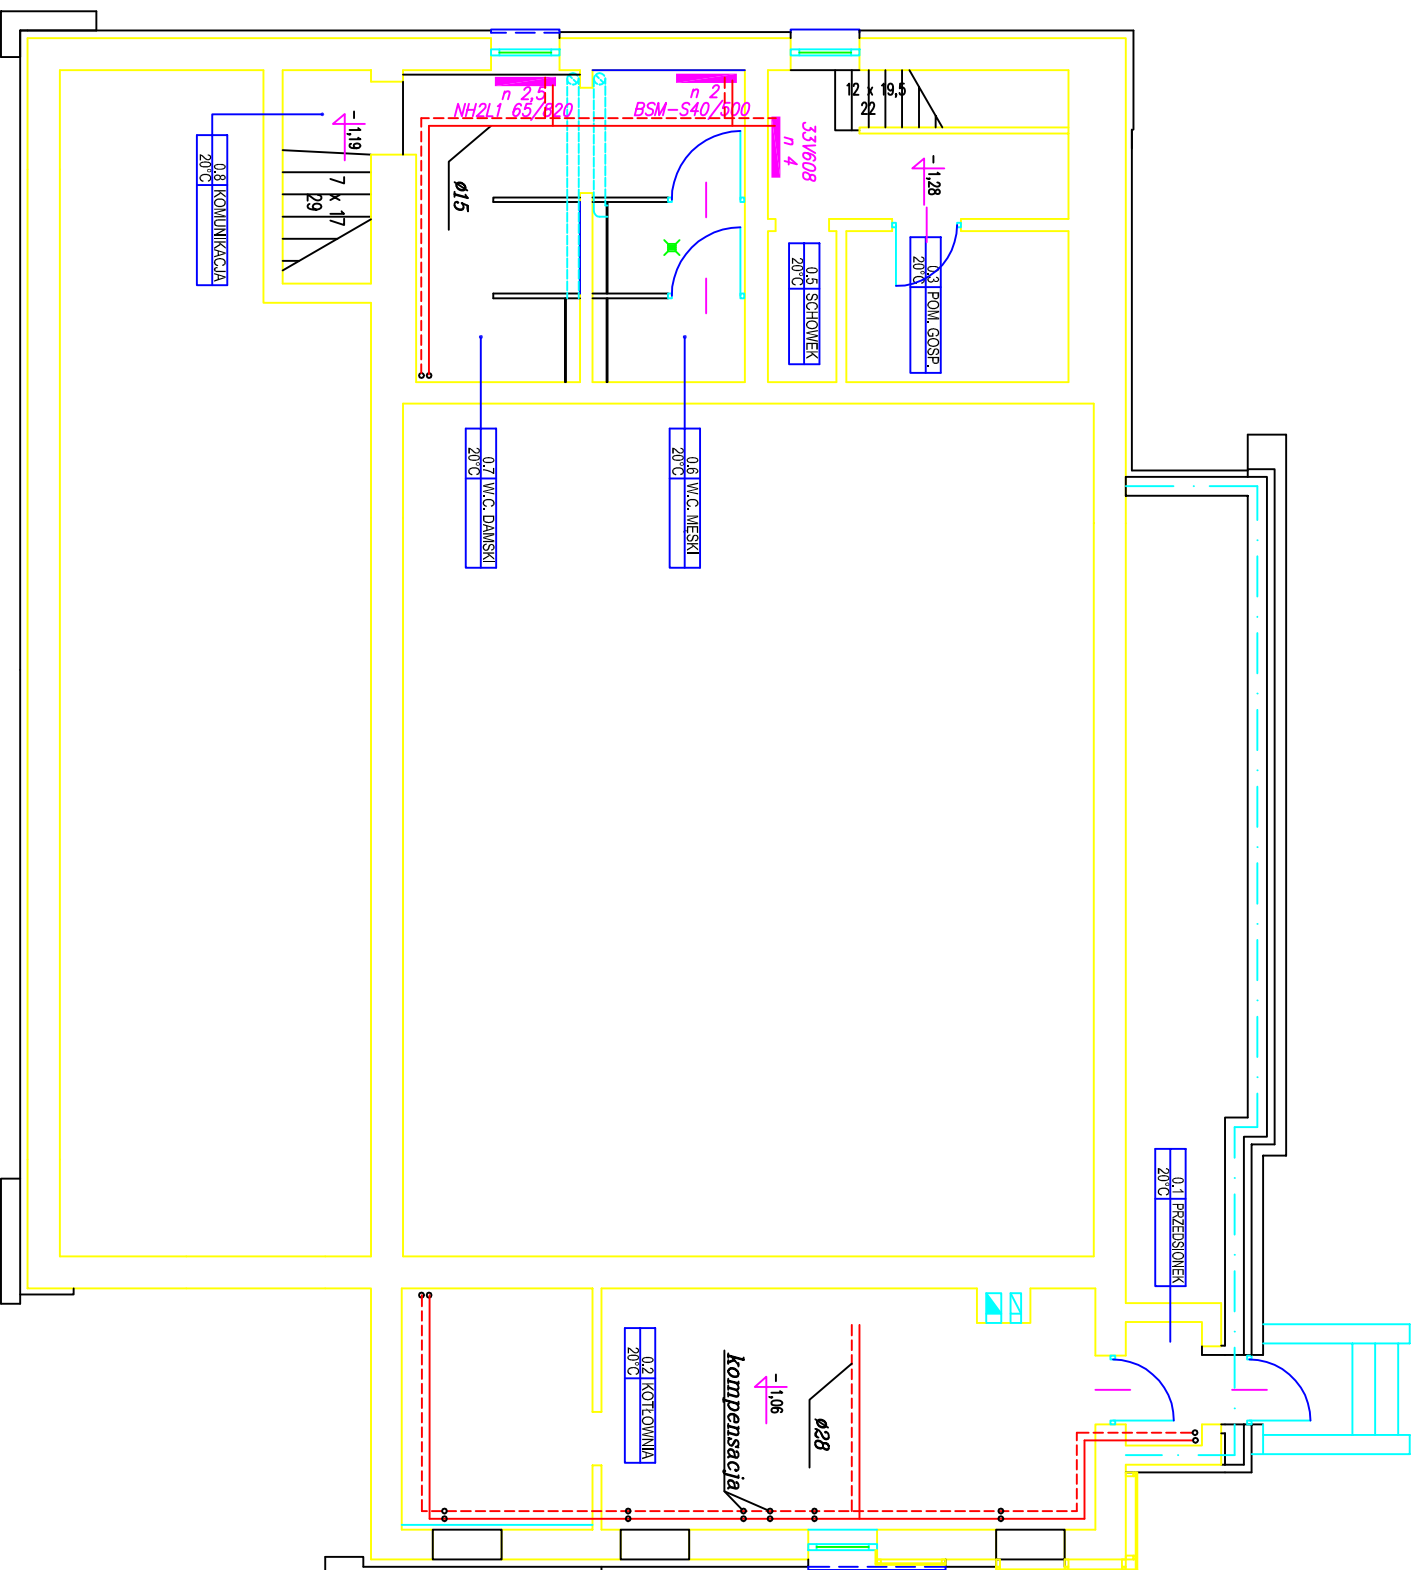 n 2,5
NH2L1 65/820
n 2
BSM-S40/500
33V608
n 4
12 x 19,5
22
- 1,28
- 1,19
7 x 17
29
ø15
0.8 KOMUNIKACJA
20°C
0.5 SCHOWEK
20°C
0.3 POM. GOSP.
20°C
0.7 W.C. DAMSKI
20°C
0.6 W.C. MESKI
20°C
0.1 PRZEDSIONEK
20°C
0.2 KOTŁOWNIA
20°C
kompensacja
- 1,06
ø28